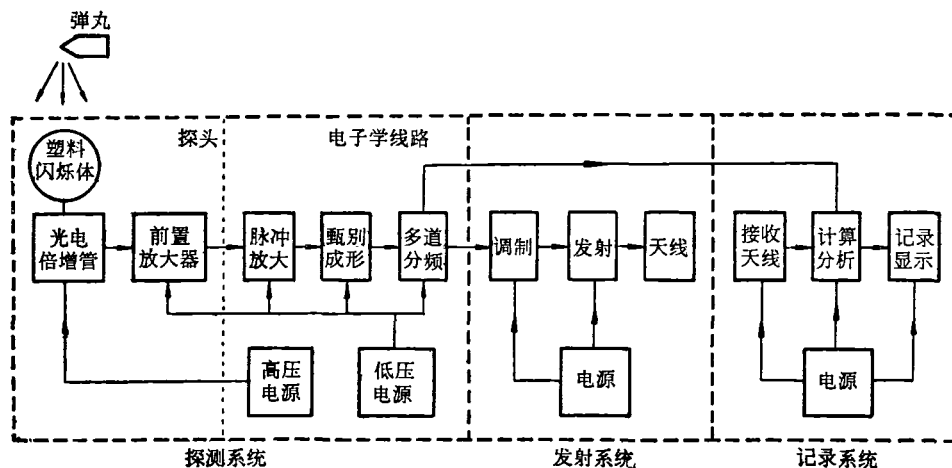 弹丸
探头
电子学线路
塑料
闪烁体
光电
倍增管
前置
放大器
脉冲
放大
甄别
成形
多道
分频
调制
发射
天线
接收
天线
计算
分析
记录
显示
高压
电源
低压
电源
电源
电源
探测系统
发射系统
记录系统